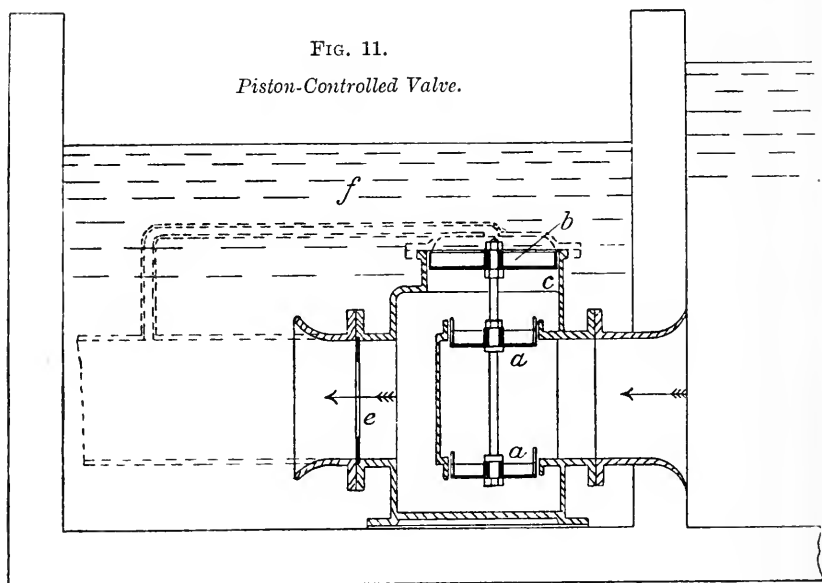 FIG. 11.
Piston-Controlled Valve.
f
b
c
a
e
a